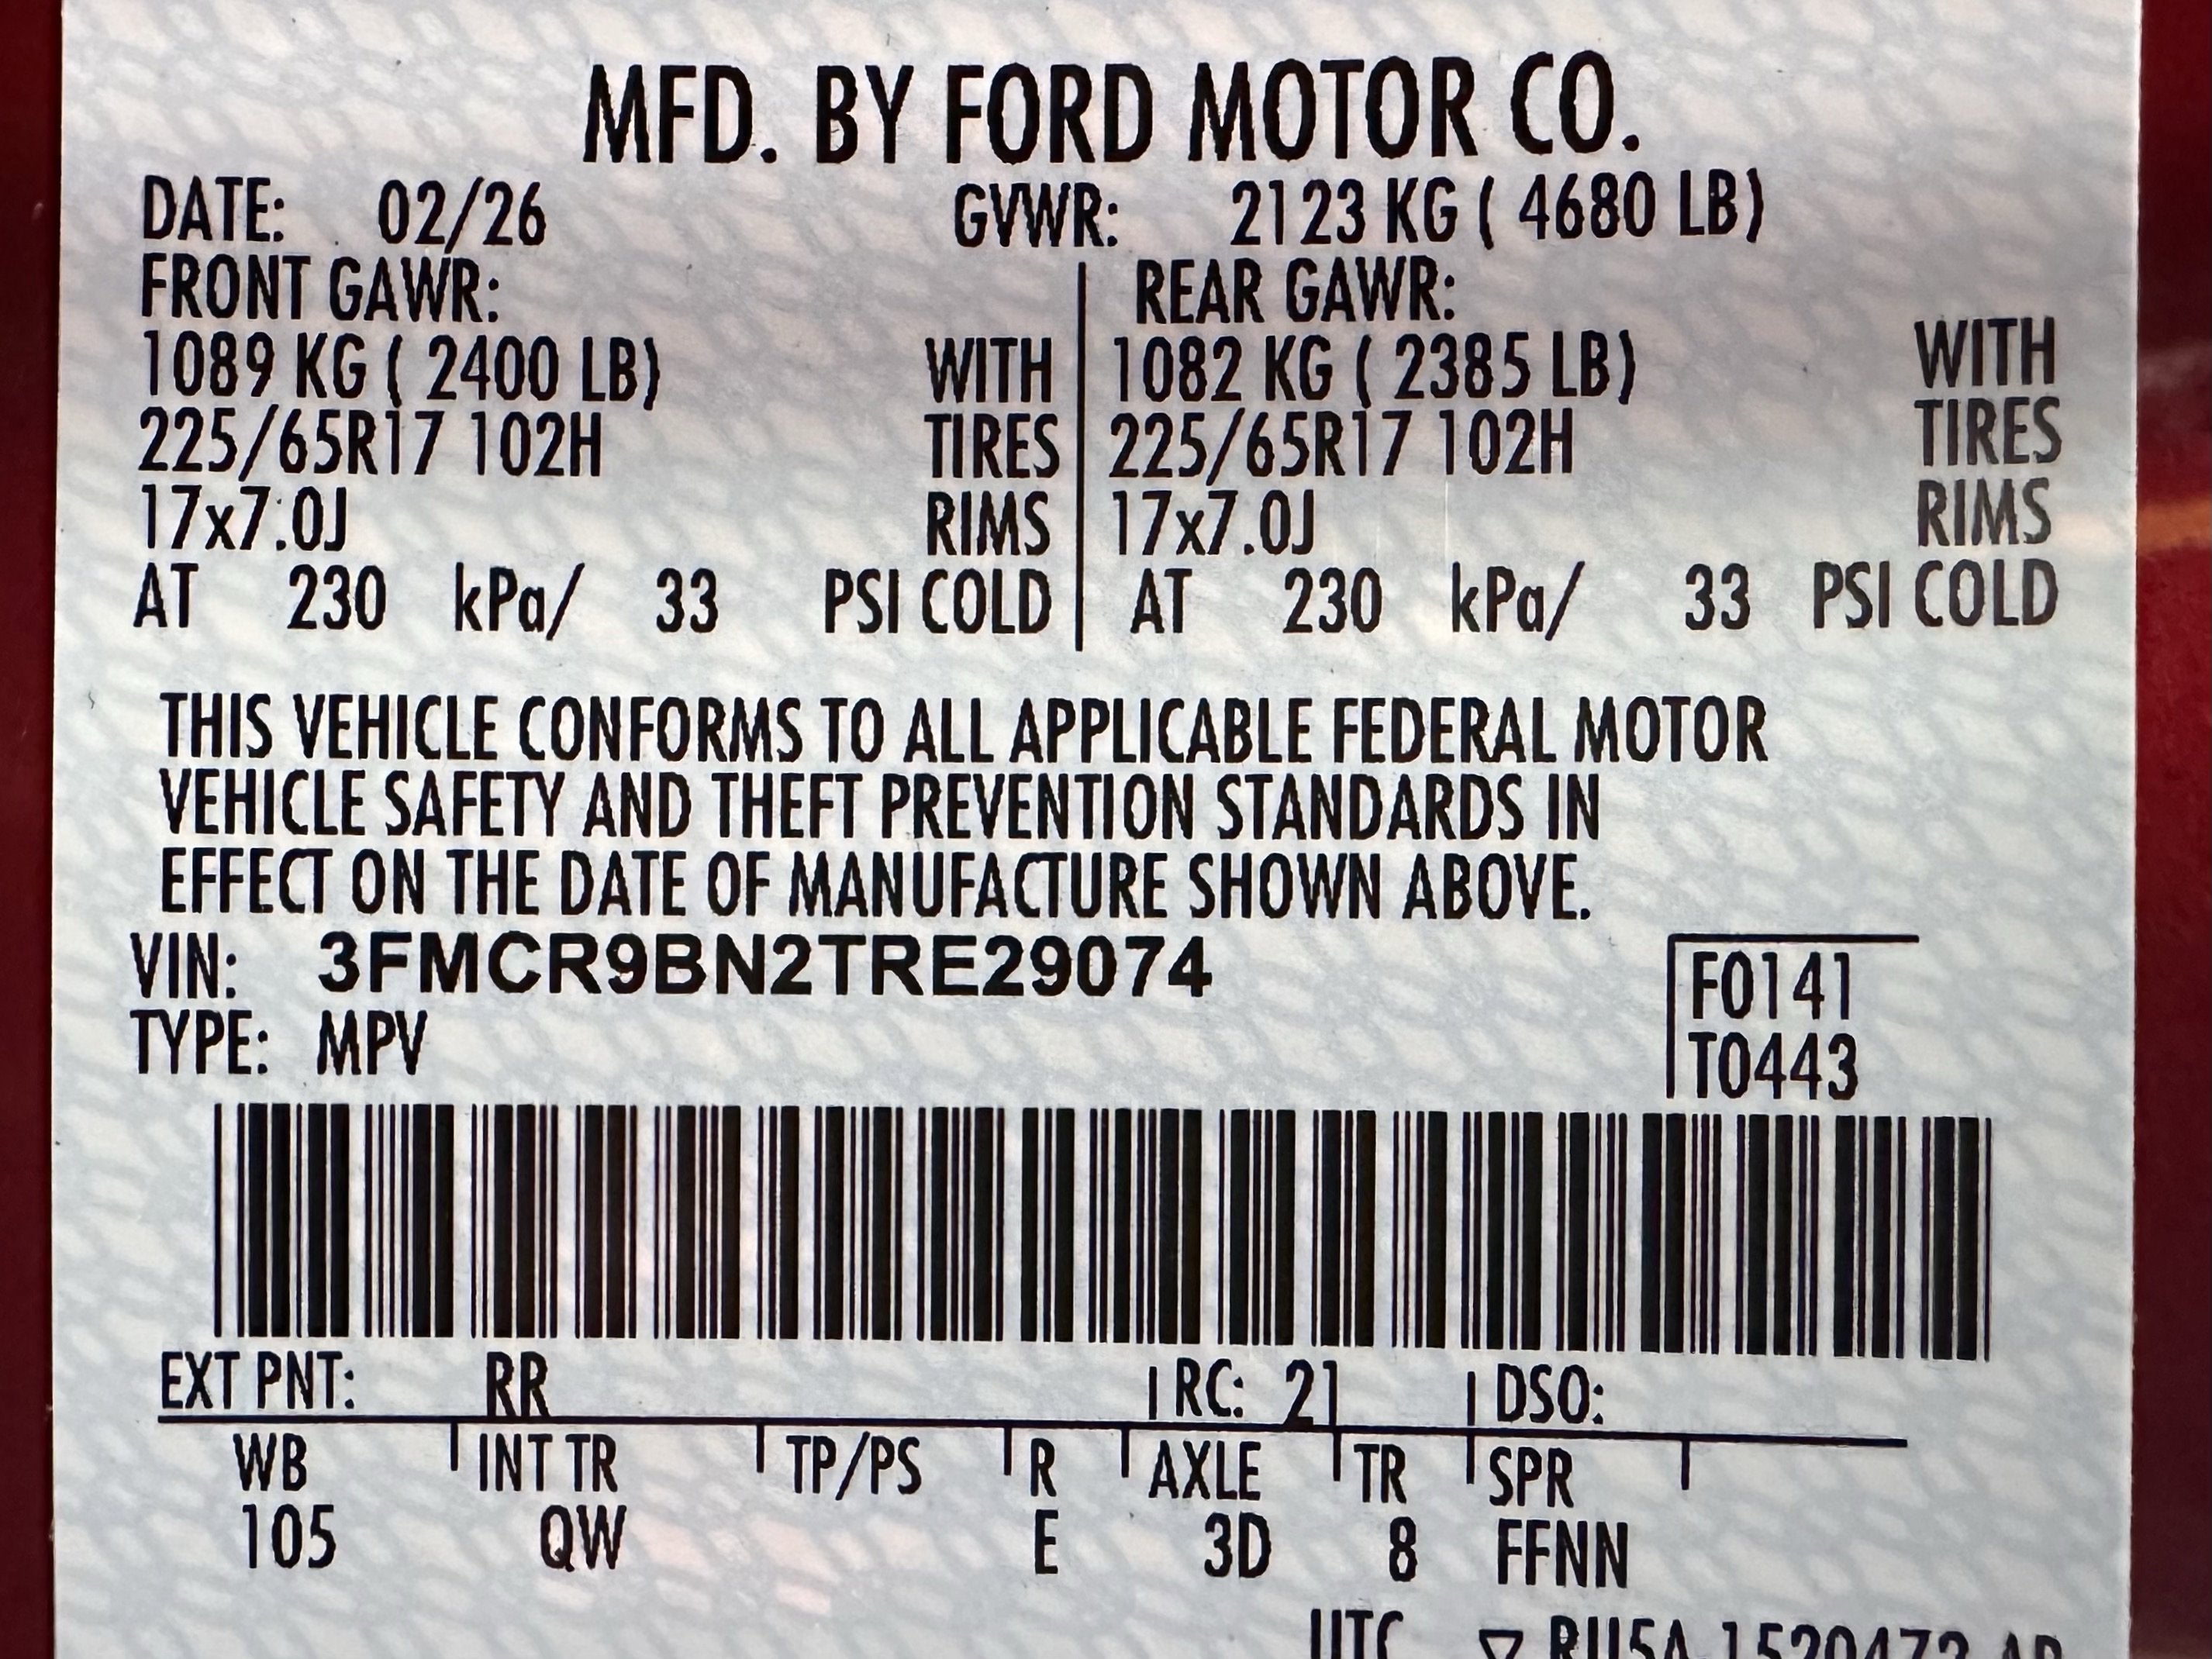 MFD. BY FORD MOTOR CO.
DATE: 02/26 GVWR: 2123 KG ( 4680 LB)
FRONT GAWR: REAR GAWR:
1089 KG ( 2400 LB) WITH 1082 KG ( 2385 LB) WITH
225/65R17 102H TIRES 225/65R17 102H TIRES
17x7.0J RIMS 17x7.0J RIMS
AT 230 kPa/ 33 PSI COLD AT 230 kPa/ 33 PSI COLD
THIS VEHICLE CONFORMS TO ALL APPLICABLE FEDERAL MOTOR
VEHICLE SAFETY AND THEFT PREVENTION STANDARDS IN
EFFECT ON THE DATE OF MANUFACTURE SHOWN ABOVE.
VIN: 3FMCR9BN2TRE29074 F0141
TYPE: MPV T0443
EXT PNT: RR RC: 21 DSO:
WB INT TR TP/PS R AXLE TR SPR
105 QW E 3D 8 FFNN
UTC